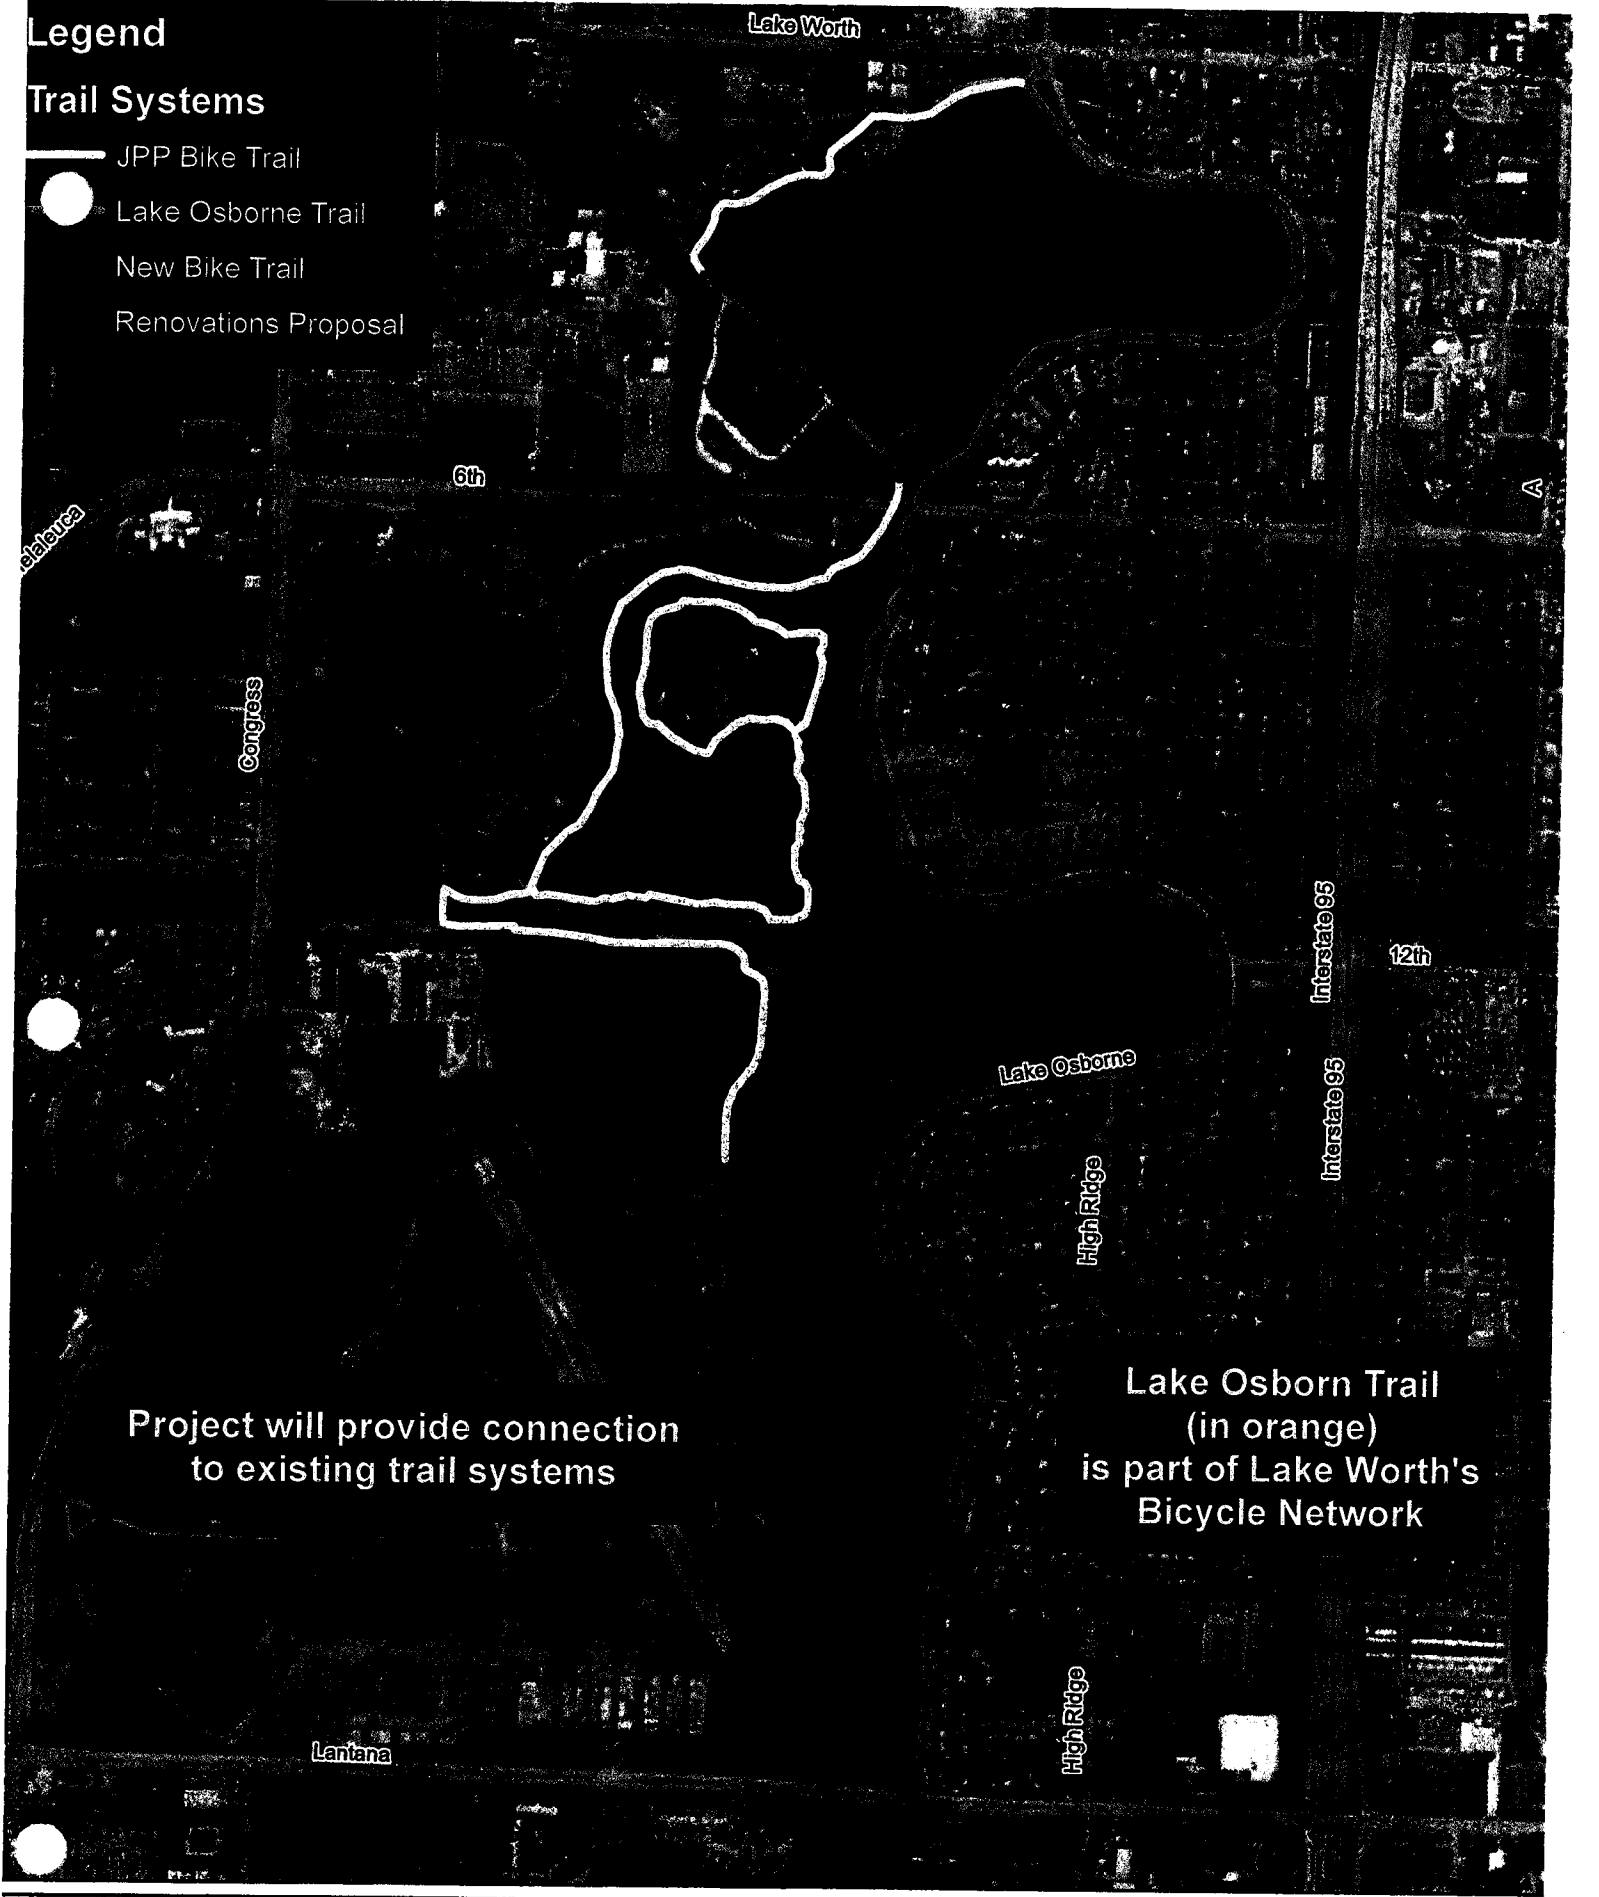 Legend
Trail Systems
JPP Bike Trail
Lake Osborne Trail
New Bike Trail
Renovations Proposal
Lake Worth
6th
A
Congress
Interstate 95
12th
Lake Osborne
Interstate 95
High Ridge
Lake Osborn Trail
(in orange)
is part of Lake Worth's
Bicycle Network
Project will provide connection
to existing trail systems
High Ridge
Lantana